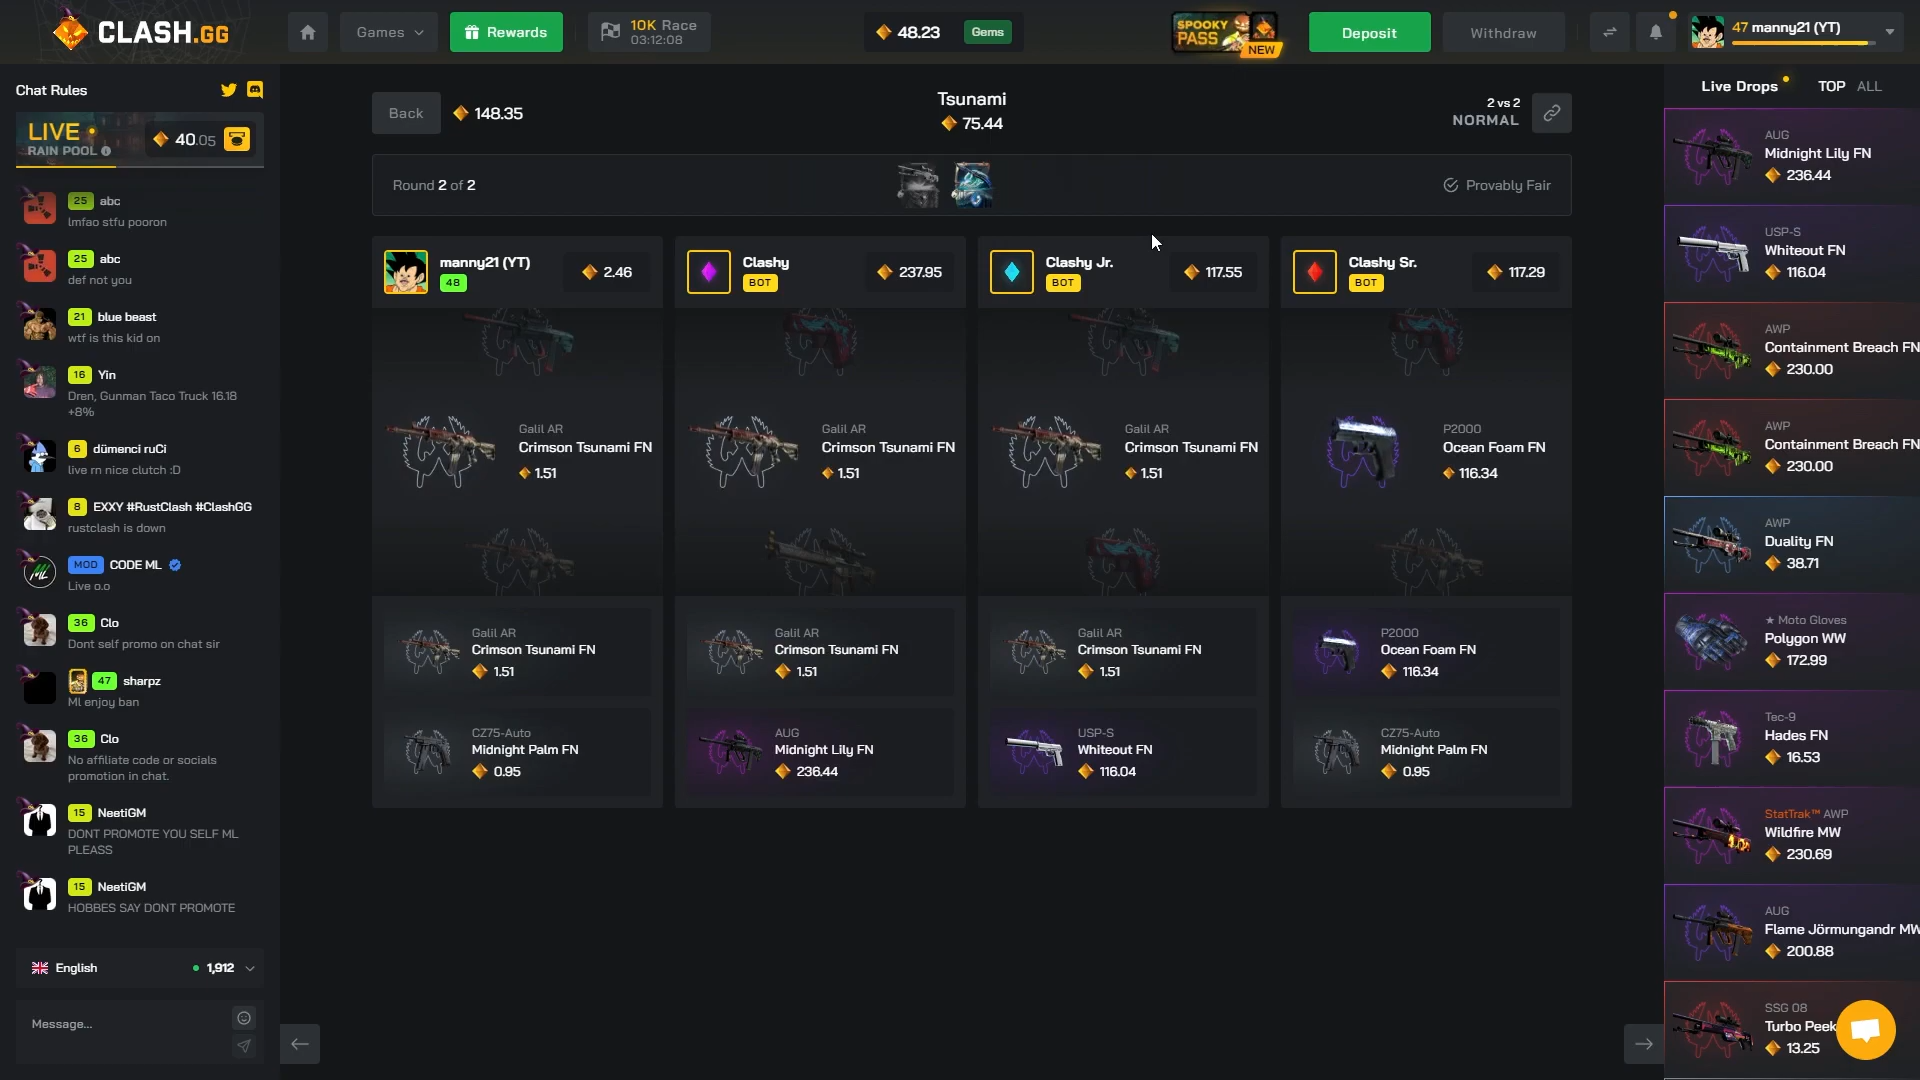 CLASH.GG
Games
Rewards
10K Race
03:12:08
48.23
Gems
SPOOKY
PASS
NEW
Deposit
Withdraw
47 manny21 (YT)
Chat Rules
LIVE
RAIN POOL
40.05
25 abc
lmfao stfu pooron
25 abc
def not you
21 blue beast
wtf is this kid on
16 Yin
Dren, Gunman Taco Truck 16.18
+8%
6 dümenci ruCi
live rn nice clutch :D
8 EXXY #RustClash #ClashGG
rustclash is down
MOD CODE ML
Live o.o
36 Clo
Dont self promo on chat sir
47 sharpz
Ml enjoy ban
36 Clo
No affiliate code or socials
promotion in chat.
15 NeetiGM
DONT PROMOTE YOU SELF ML
PLEASS
15 NeetiGM
HOBBES SAY DONT PROMOTE
English
1,912
Message...
Back
148.35
Tsunami
75.44
2 vs 2
NORMAL
Round 2 of 2
Provably Fair
manny21 (YT)
48
2.46
Galil AR
Crimson Tsunami FN
1.51
Galil AR
Crimson Tsunami FN
1.51
CZ75-Auto
Midnight Palm FN
0.95
Clashy
BOT
237.95
Galil AR
Crimson Tsunami FN
1.51
Galil AR
Crimson Tsunami FN
1.51
AUG
Midnight Lily FN
236.44
Clashy Jr.
BOT
117.55
Galil AR
Crimson Tsunami FN
1.51
Galil AR
Crimson Tsunami FN
1.51
USP-S
Whiteout FN
116.04
Clashy Sr.
BOT
117.29
P2000
Ocean Foam FN
116.34
P2000
Ocean Foam FN
116.34
CZ75-Auto
Midnight Palm FN
0.95
Live Drops
TOP
ALL
AUG
Midnight Lily FN
236.44
USP-S
Whiteout FN
116.04
AWP
Containment Breach FN
230.00
AWP
Containment Breach FN
230.00
AWP
Duality FN
38.71
★ Moto Gloves
Polygon WW
172.99
Tec-9
Hades FN
16.53
StatTrak™ AWP
Wildfire MW
230.69
AUG
Flame Jörmungandr MW
200.88
SSG 08
Turbo Peek
13.25